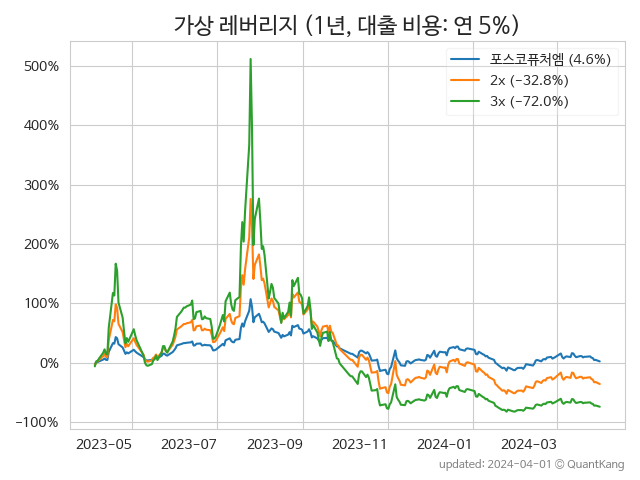 가상 레버리지 (1년, 대출 비용: 연 5%)
포스코퓨처엠 (4.6%)
2x (−32.8%)
3x (−72.0%)
500%
400%
300%
200%
100%
0%
−100%
2023-05 2023-07 2023-09 2023-11 2024-01 2024-03
updated: 2024-04-01 © QuantKang